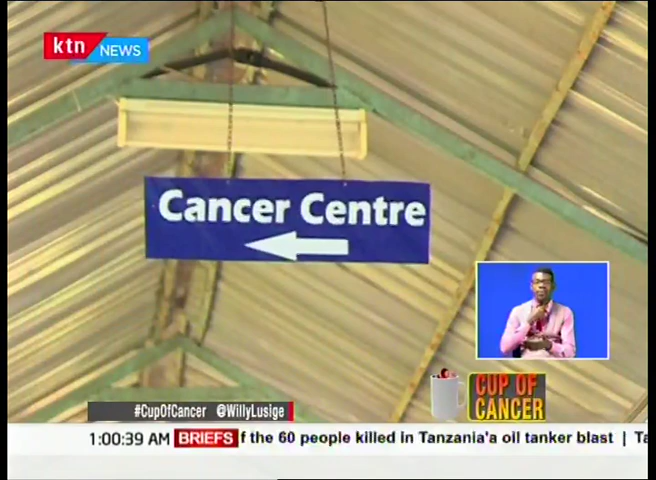 ktn NEWS
Cancer Centre
CUP OF
CANCER
#CupOfCancer @WillyLusige
1:00:39 AM BRIEFS f the 60 people killed in Tanzania'a oil tanker blast | Ta